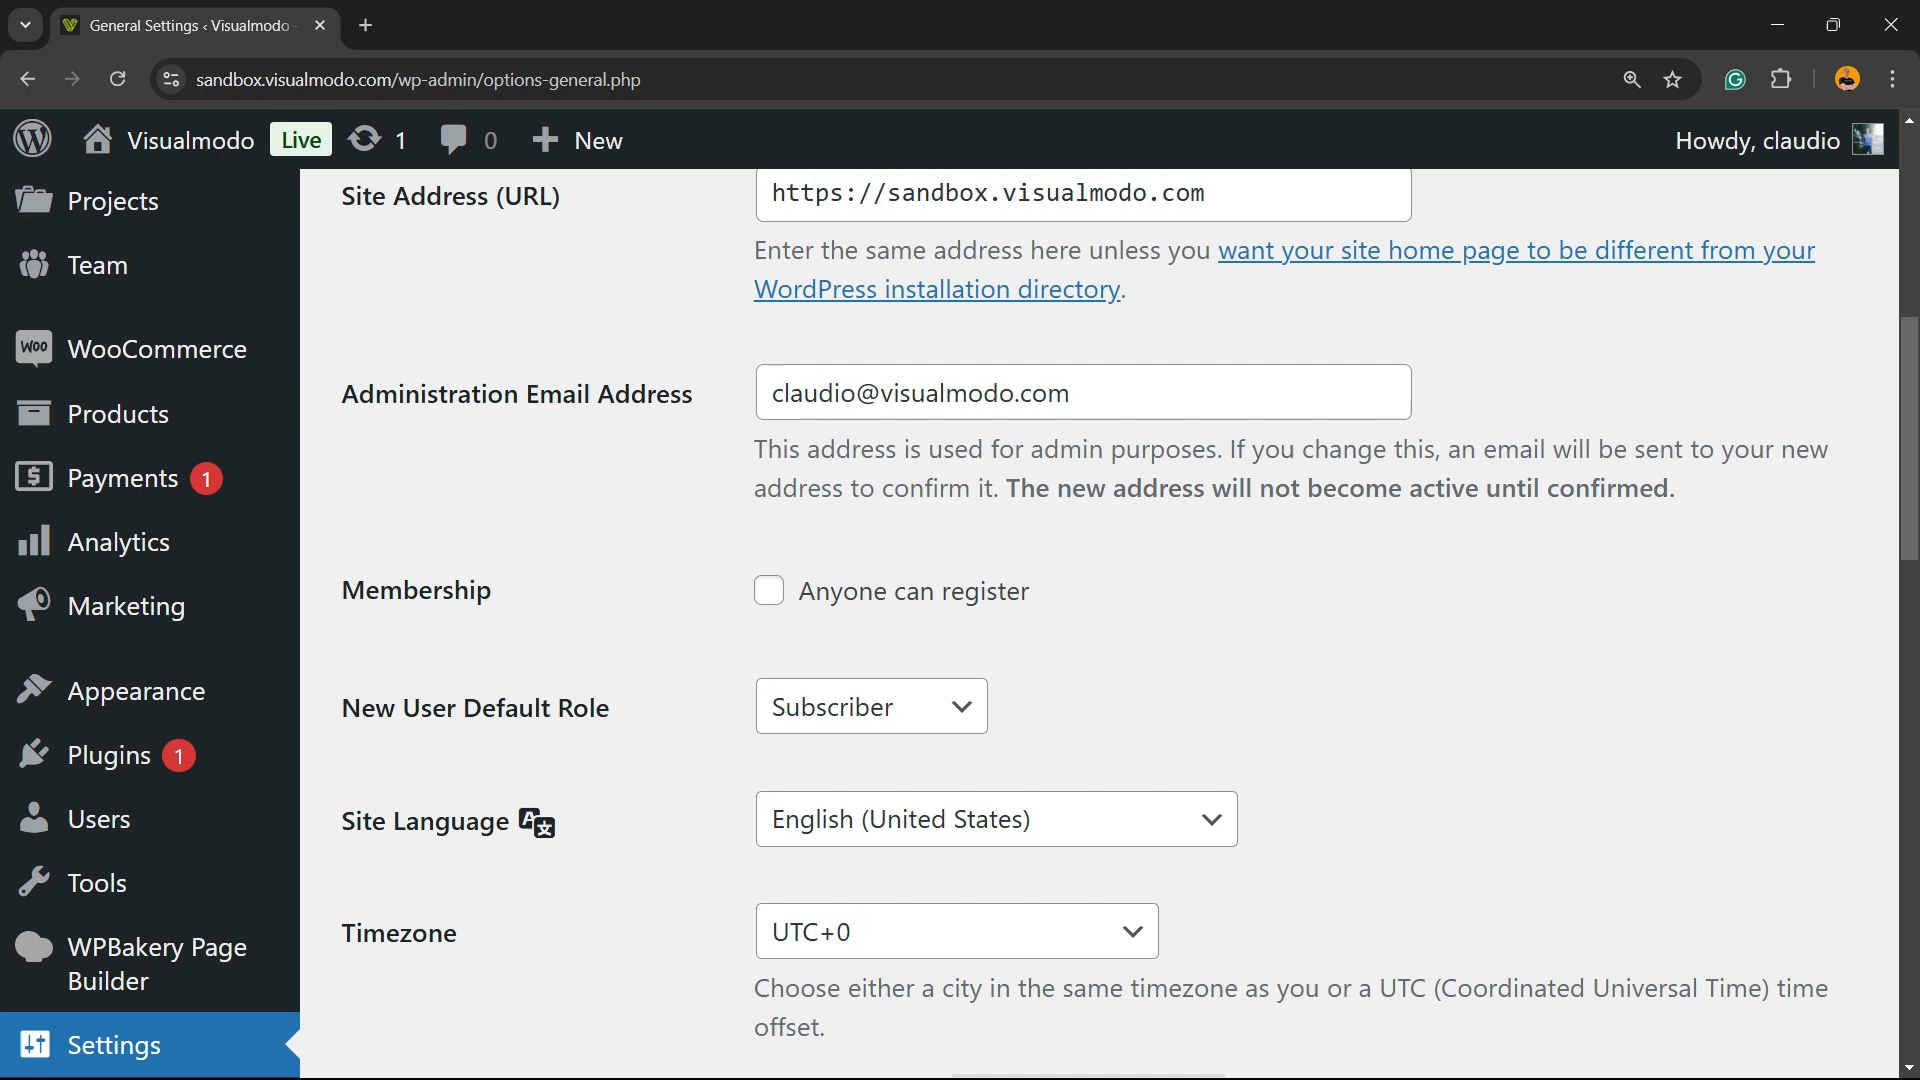 General Settings ‹ Visualmodo
sandbox.visualmodo.com/wp-admin/options-general.php
Visualmodo Live 1 0 New
Howdy, claudio
Projects
Team
WOO WooCommerce
Products
Payments 1
Analytics
Marketing
Appearance
Plugins 1
Users
Tools
WPBakery Page
Builder
Settings
Site Address (URL)
https://sandbox.visualmodo.com
Enter the same address here unless you want your site home page to be different from your
WordPress installation directory.
Administration Email Address
claudio@visualmodo.com
This address is used for admin purposes. If you change this, an email will be sent to your new
address to confirm it. The new address will not become active until confirmed.
Membership
Anyone can register
New User Default Role
Subscriber
Site Language
English (United States)
Timezone
UTC+0
Choose either a city in the same timezone as you or a UTC (Coordinated Universal Time) time
offset.